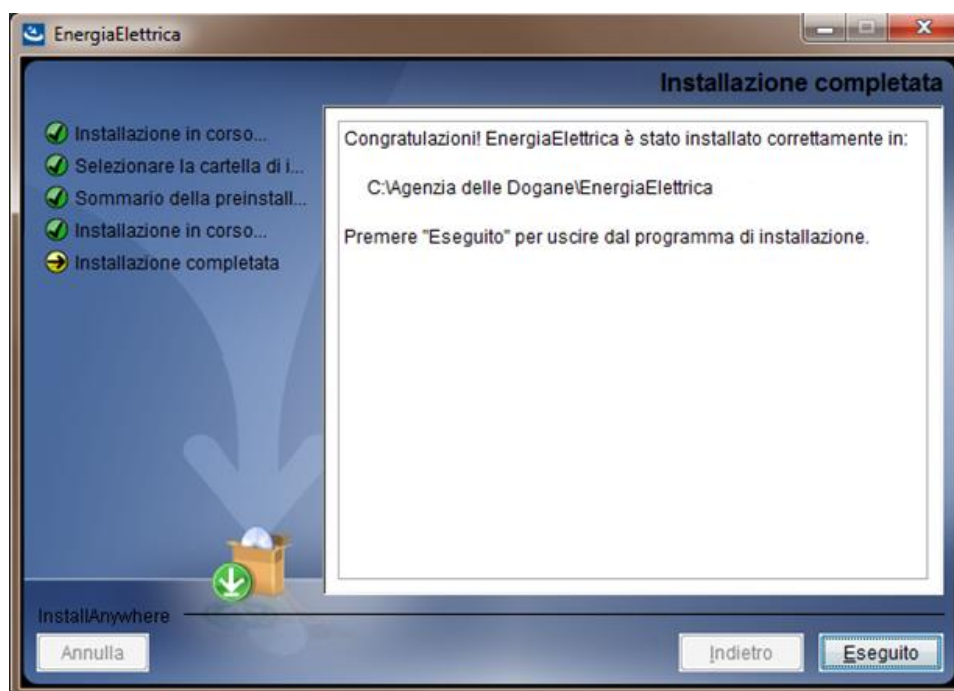 EnergiaElettrica
Installazione completata
Installazione in corso...
Selezionare la cartella di i...
Sommario della preinstall...
Installazione in corso...
Installazione completata
Congratulazioni! EnergiaElettrica è stato installato correttamente in:
C:\Agenzia delle Dogane\EnergiaElettrica
Premere "Eseguito" per uscire dal programma di installazione.
InstallAnywhere
Annulla
Indietro
Eseguito